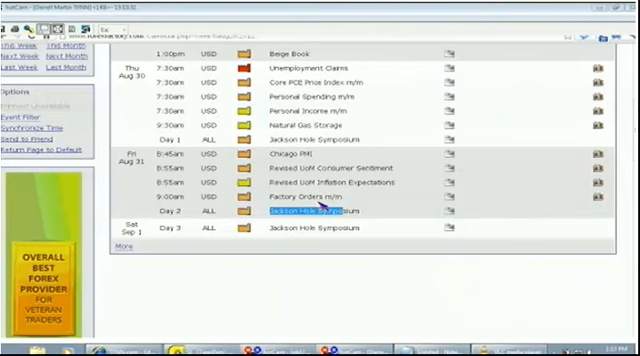 This Week This Month
Next Week Next Month
Last Week Last Month
Options
Event Filter
Synchronize Time
Send to Friend
Return Page to Default
OVERALL
BEST
FOREX
PROVIDER
FOR
VETERAN
TRADERS
1:00pm USD Beige Book
Thu
Aug 30
7:30am USD Unemployment Claims
7:30am USD Core PCE Price Index m/m
7:30am USD Personal Spending m/m
7:30am USD Personal Income m/m
9:30am USD Natural Gas Storage
Day 1 ALL Jackson Hole Symposium
Fri
Aug 31
8:45am USD Chicago PMI
8:55am USD Revised UoM Consumer Sentiment
8:55am USD Revised UoM Inflation Expectations
9:00am USD Factory Orders m/m
Day 2 ALL Jackson Hole Symposium
Sat
Sep 1
Day 3 ALL Jackson Hole Symposium
More